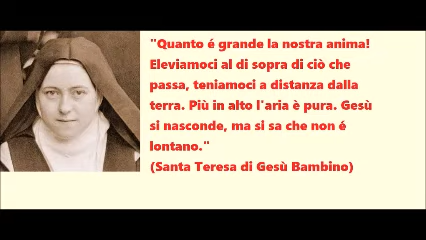 "Quanto é grande la nostra anima!
Eleviamoci al di sopra di ciò che
passa, teniamoci a distanza dalla
terra. Più in alto l'aria è pura. Gesù
si nasconde, ma si sa che non é
lontano."
(Santa Teresa di Gesù Bambino)